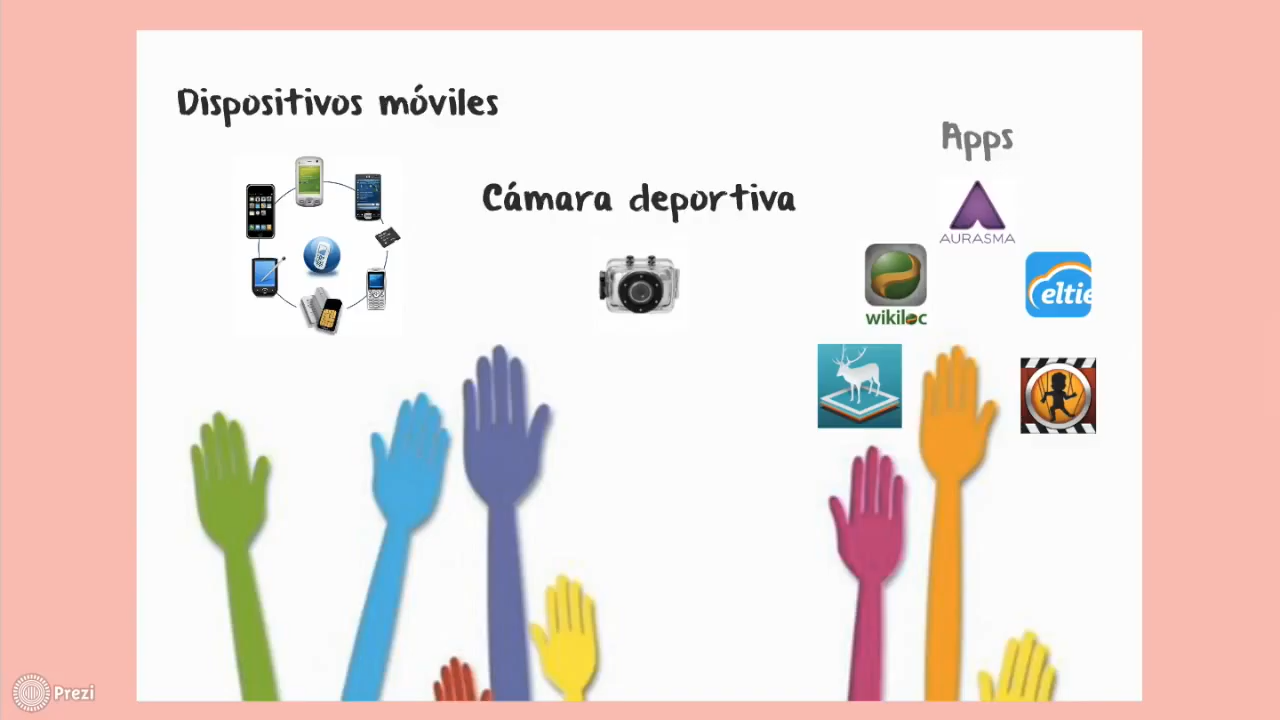 Dispositivos móviles
Apps
Cámara deportiva
AURASMA
eltie
wikiloc
Prezi